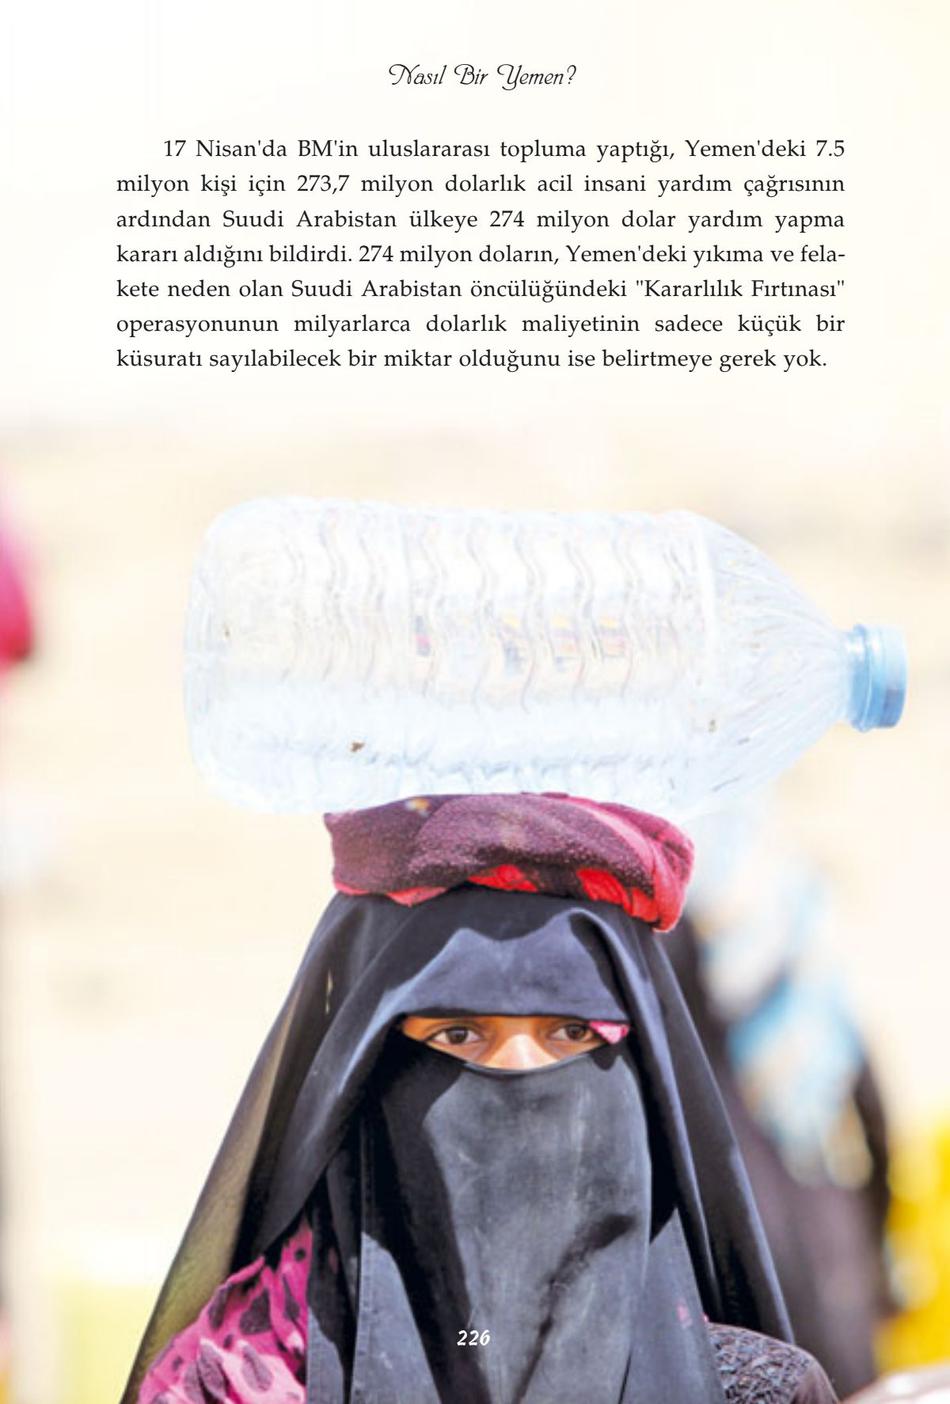 Nasıl Bir Yemen?
17 Nisan'da BM'in uluslararası topluma yaptığı, Yemen'deki 7.5
milyon kişi için 273,7 milyon dolarlık acil insani yardım çağrısının
ardından Suudi Arabistan ülkeye 274 milyon dolar yardım yapma
kararı aldığını bildirdi. 274 milyon doların, Yemen'deki yıkıma ve fela-
kete neden olan Suudi Arabistan öncülüğündeki "Kararlılık Fırtınası"
operasyonunun milyarlarca dolarlık maliyetinin sadece küçük bir
küsuratı sayılabilecek bir miktar olduğunu ise belirtmeye gerek yok.
226